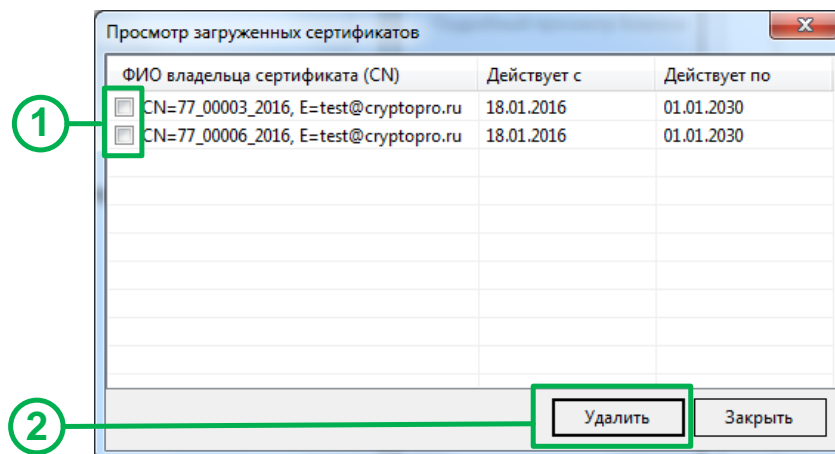 Просмотр загруженных сертификатов
ФИО владельца сертификата (CN) Действует с Действует по
1
CN=77_00003_2016, E=test@cryptopro.ru 18.01.2016 01.01.2030
CN=77_00006_2016, E=test@cryptopro.ru 18.01.2016 01.01.2030
2
Удалить Закрыть